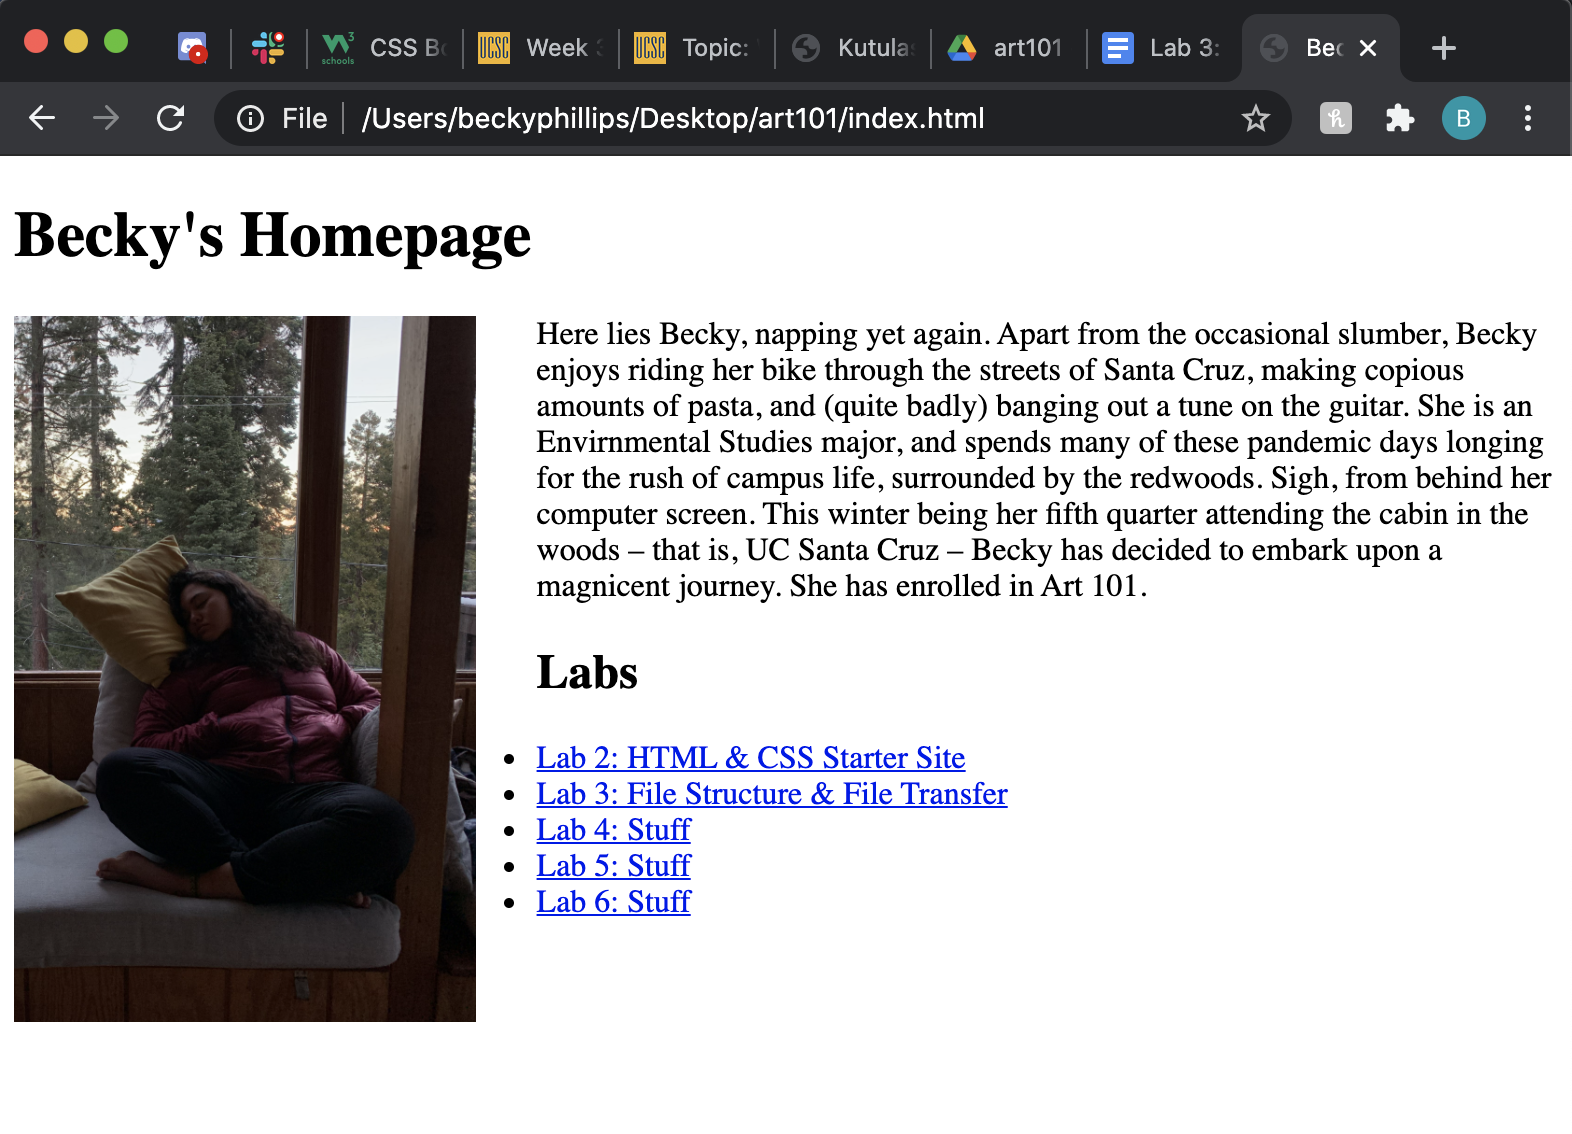 schools CSS Bo UCSC Week 3 UCSC Topic: Kutulas art101 Lab 3: Bec
File /Users/beckyphillips/Desktop/art101/index.html B
Becky's Homepage
Here lies Becky, napping yet again. Apart from the occasional slumber, Becky
enjoys riding her bike through the streets of Santa Cruz, making copious
amounts of pasta, and (quite badly) banging out a tune on the guitar. She is an
Envirnmental Studies major, and spends many of these pandemic days longing
for the rush of campus life, surrounded by the redwoods. Sigh, from behind her
computer screen. This winter being her fifth quarter attending the cabin in the
woods – that is, UC Santa Cruz – Becky has decided to embark upon a
magnicent journey. She has enrolled in Art 101.
Labs
Lab 2: HTML & CSS Starter Site
Lab 3: File Structure & File Transfer
Lab 4: Stuff
Lab 5: Stuff
Lab 6: Stuff